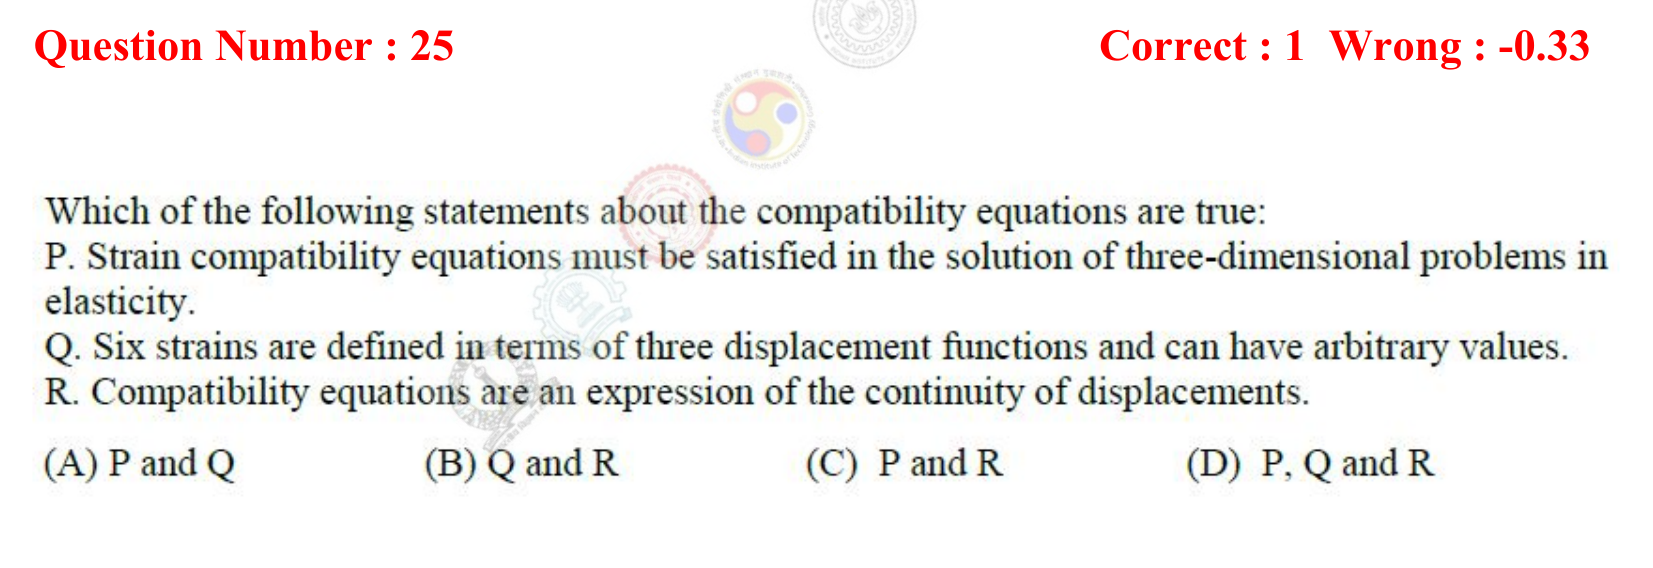 Question Number : 25 Correct : 1 Wrong : -0.33
Which of the following statements about the compatibility equations are true:
P. Strain compatibility equations must be satisfied in the solution of three-dimensional problems in
elasticity.
Q. Six strains are defined in terms of three displacement functions and can have arbitrary values.
R. Compatibility equations are an expression of the continuity of displacements.
(A) P and Q (B) Q and R (C) P and R (D) P, Q and R